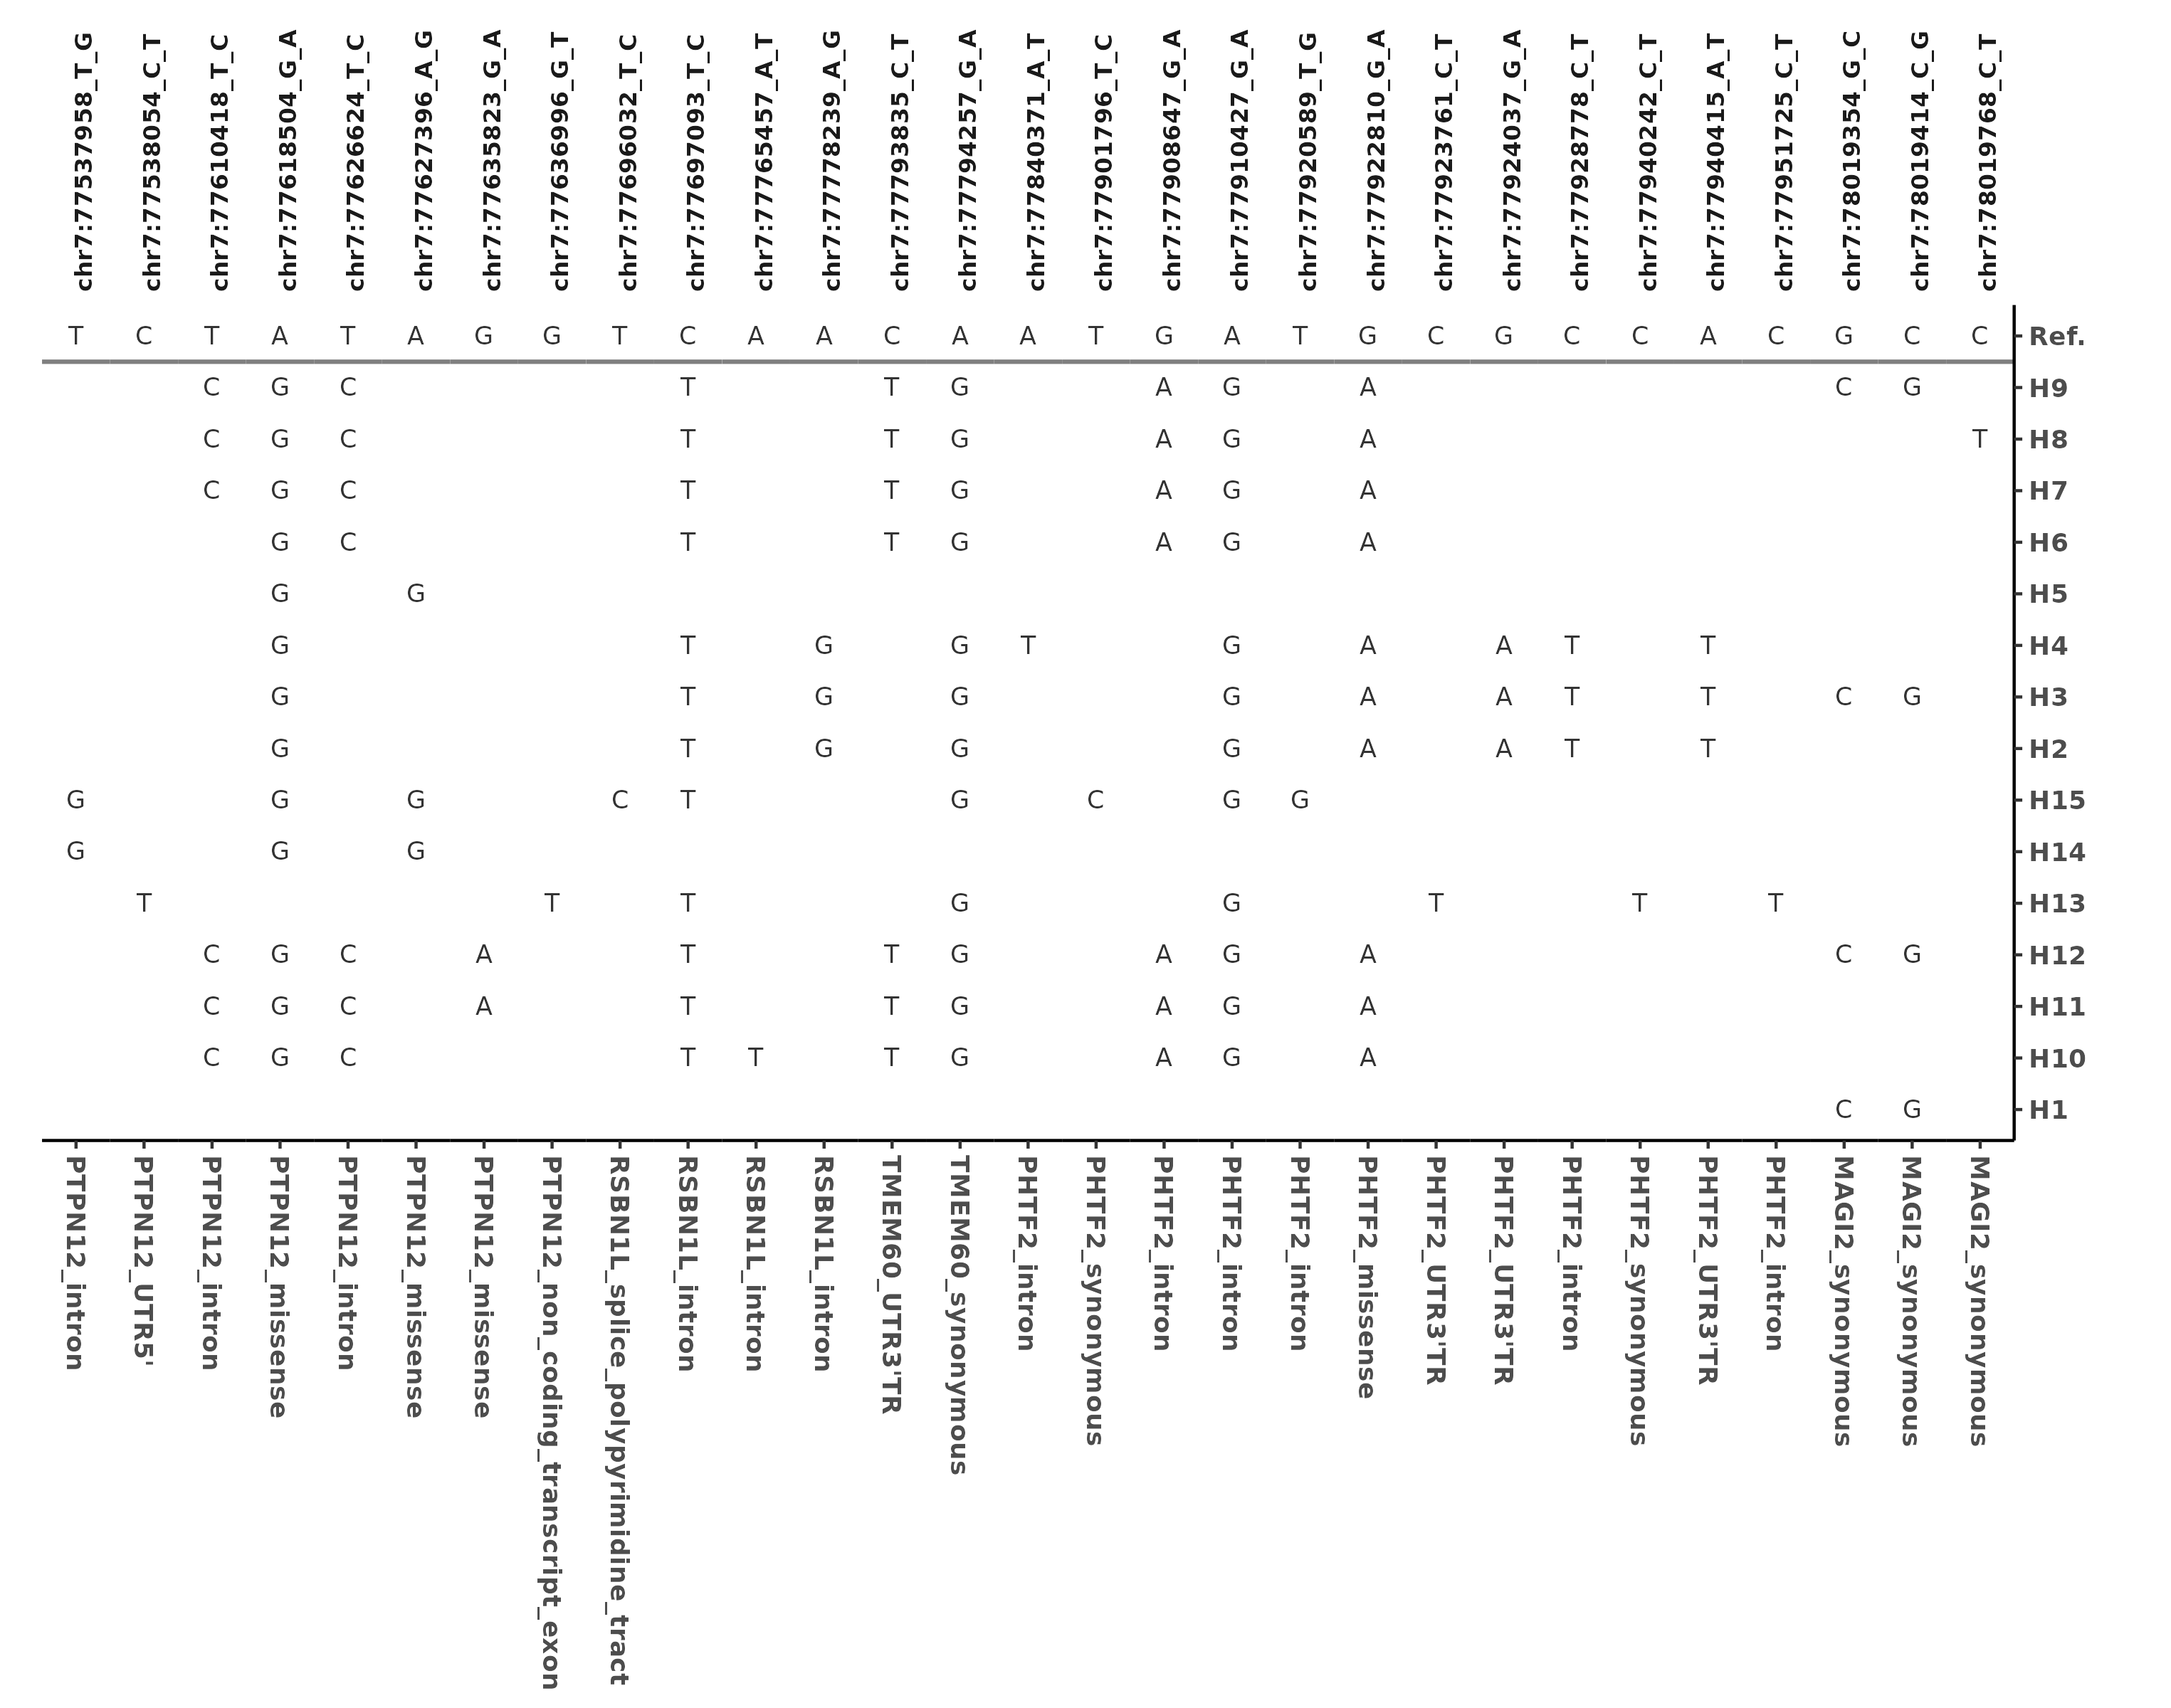 chr7:77537958_T_G chr7:77538054_C_T chr7:77610418_T_C chr7:77618504_G_A chr7:77626624_T_C chr7:77627396_A_G chr7:77635823_G_A chr7:77636996_G_T chr7:77696032_T_C chr7:77697093_T_C chr7:77765457_A_T chr7:77778239_A_G chr7:77793835_C_T chr7:77794257_G_A chr7:77840371_A_T chr7:77901796_T_C chr7:77908647_G_A chr7:77910427_G_A chr7:77920589_T_G chr7:77922810_G_A chr7:77923761_C_T chr7:77924037_G_A chr7:77928778_C_T chr7:77940242_C_T chr7:77940415_A_T chr7:77951725_C_T chr7:78019354_G_C chr7:78019414_C_G chr7:78019768_C_T
T C T A T A G G T C A A C A A T G A T G C G C C A C G C C Ref.
C G C T T G A G A C G H9
C G C T T G A G A T H8
C G C T T G A G A H7
G C T T G A G A H6
G G H5
G T G G T G A A T T H4
G T G G G A A T T C G H3
G T G G G A A T T H2
G G G C T G C G G H15
G G G H14
T T T G G T T T H13
C G C A T T G A G A C G H12
C G C A T T G A G A H11
C G C T T T G A G A H10
C G H1
PTPN12_intron PTPN12_UTR5' PTPN12_intron PTPN12_missense PTPN12_intron PTPN12_missense PTPN12_missense PTPN12_non_coding_transcript_exon RSBN1L_splice_polypyrimidine_tract RSBN1L_intron RSBN1L_intron RSBN1L_intron TMEM60_UTR3'TR TMEM60_synonymous PHTF2_intron PHTF2_synonymous PHTF2_intron PHTF2_intron PHTF2_intron PHTF2_missense PHTF2_UTR3'TR PHTF2_UTR3'TR PHTF2_intron PHTF2_synonymous PHTF2_UTR3'TR PHTF2_intron MAGI2_synonymous MAGI2_synonymous MAGI2_synonymous